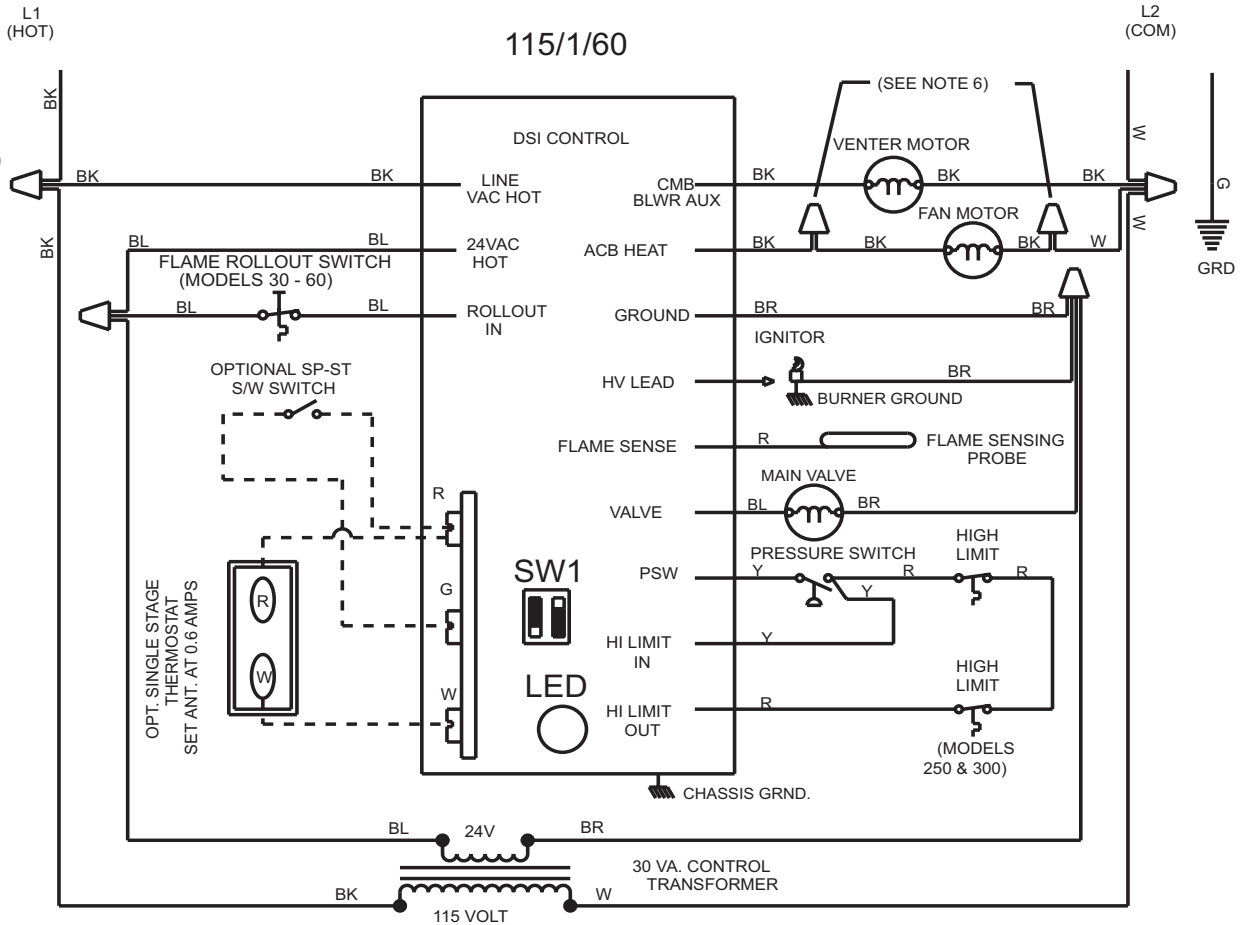 L1
(HOT)
L2
(COM)
115/1/60
BK
(SEE NOTE 6)
W
G
GRD
DSI CONTROL
VENTER MOTOR
BK
BK
LINE
VAC HOT
CMB
BLWR AUX
BK
BK
BK
FAN MOTOR
BK
W
BL
BL
24VAC
HOT
ACB HEAT
BK
BK
BK
W
FLAME ROLLOUT SWITCH
(MODELS 30 - 60)
BL
BL
ROLLOUT
IN
GROUND
BR
BR
IGNITOR
OPTIONAL SP-ST
S/W SWITCH
HV LEAD
BR
BURNER GROUND
FLAME SENSE
R
FLAME SENSING
PROBE
MAIN VALVE
R
VALVE
BL
BR
HIGH
LIMIT
PRESSURE SWITCH
SW1
PSW
Y
R
R
Y
G
OPT. SINGLE STAGE
THERMOSTAT
SET ANT. AT 0.6 AMPS
R
W
HI LIMIT
IN
Y
HIGH
LIMIT
LED
W
HI LIMIT
OUT
R
(MODELS
250 & 300)
CHASSIS GRND.
BL
24V
BR
30 VA. CONTROL
TRANSFORMER
BK
115 VOLT
W